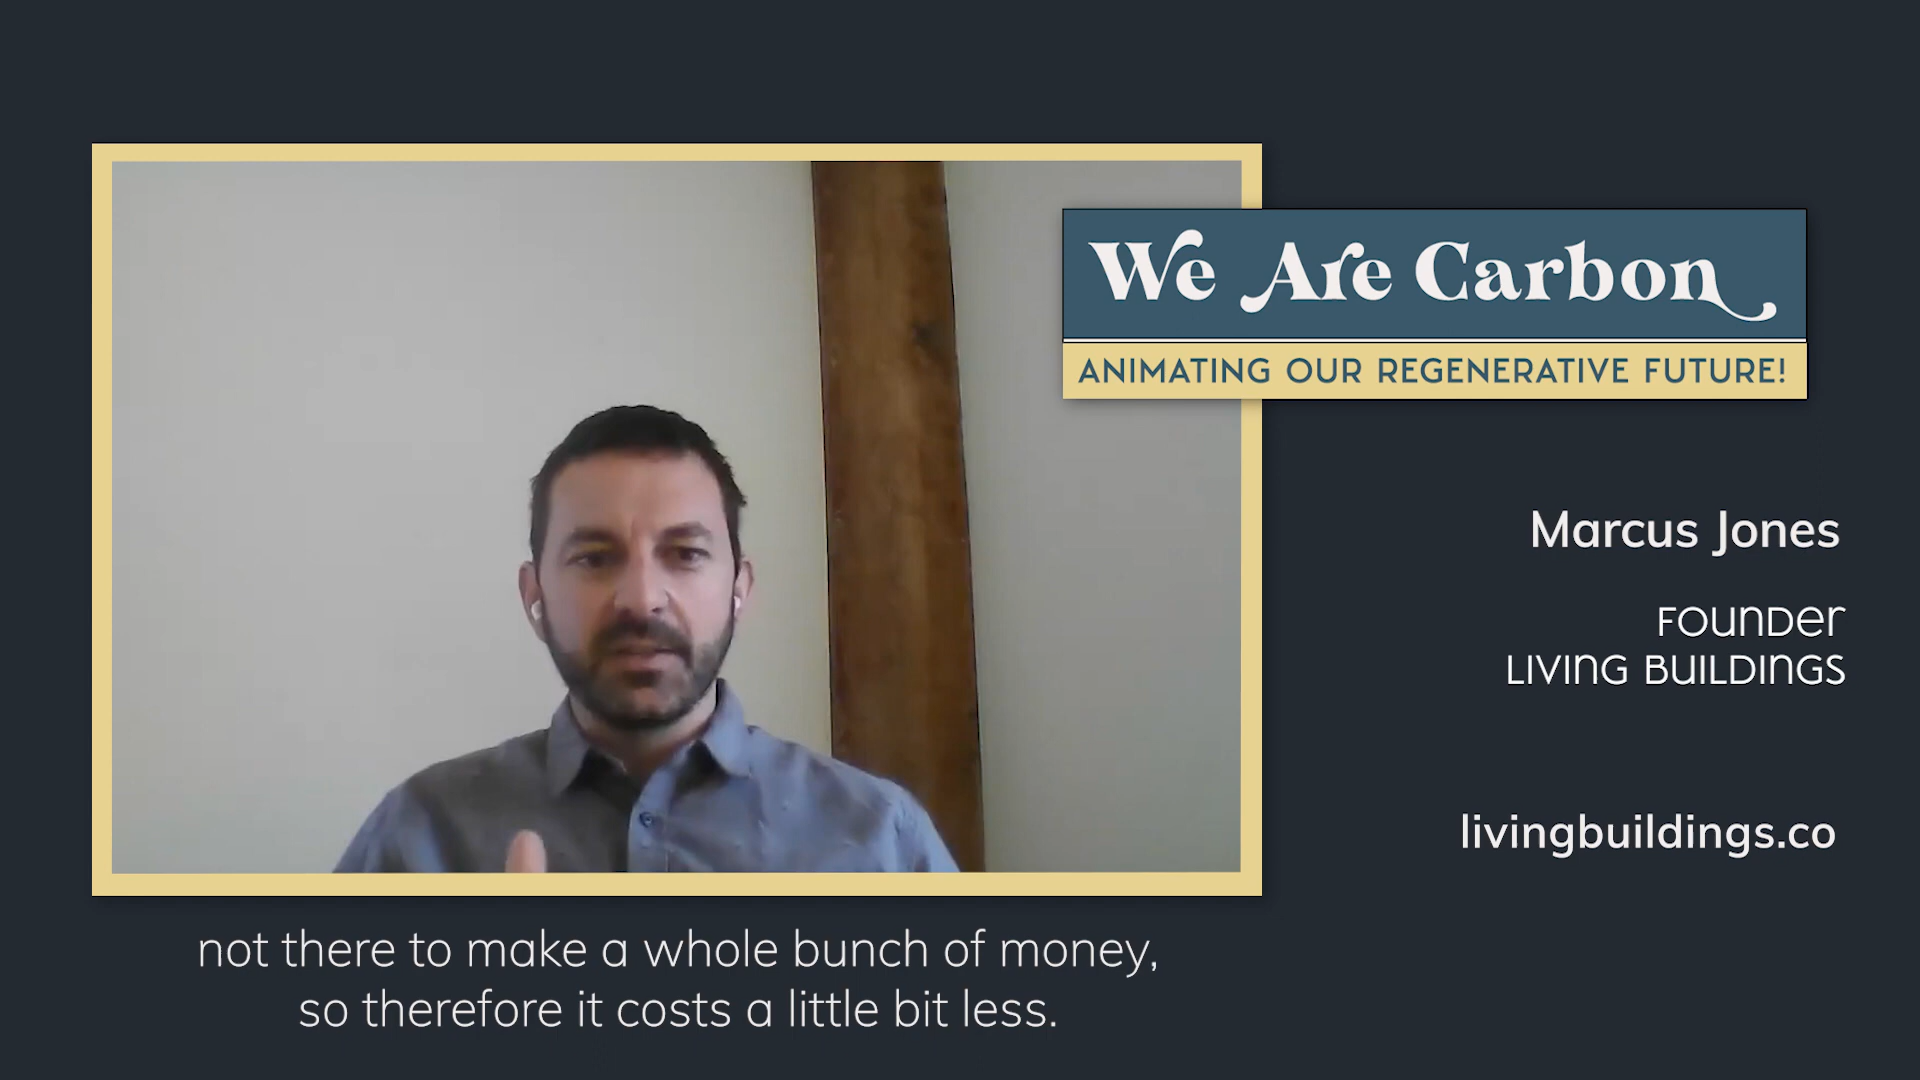 We Are Carbon
ANIMATING OUR REGENERATIVE FUTURE!
Marcus Jones
FOUNDER
LIVING BUILDINGS
livingbuildings.co
not there to make a whole bunch of money,
so therefore it costs a little bit less.